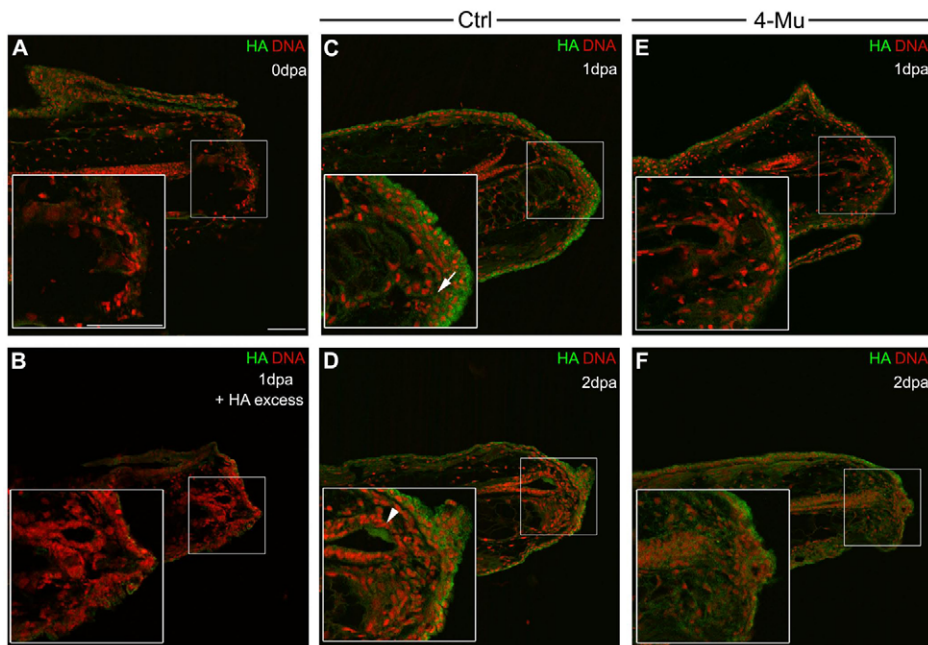 Ctrl
4-Mu
A
HA DNA
0dpa
C
HA DNA
1dpa
E
HA DNA
1dpa
B
HA DNA
1dpa
+ HA excess
D
HA DNA
2dpa
F
HA DNA
2dpa